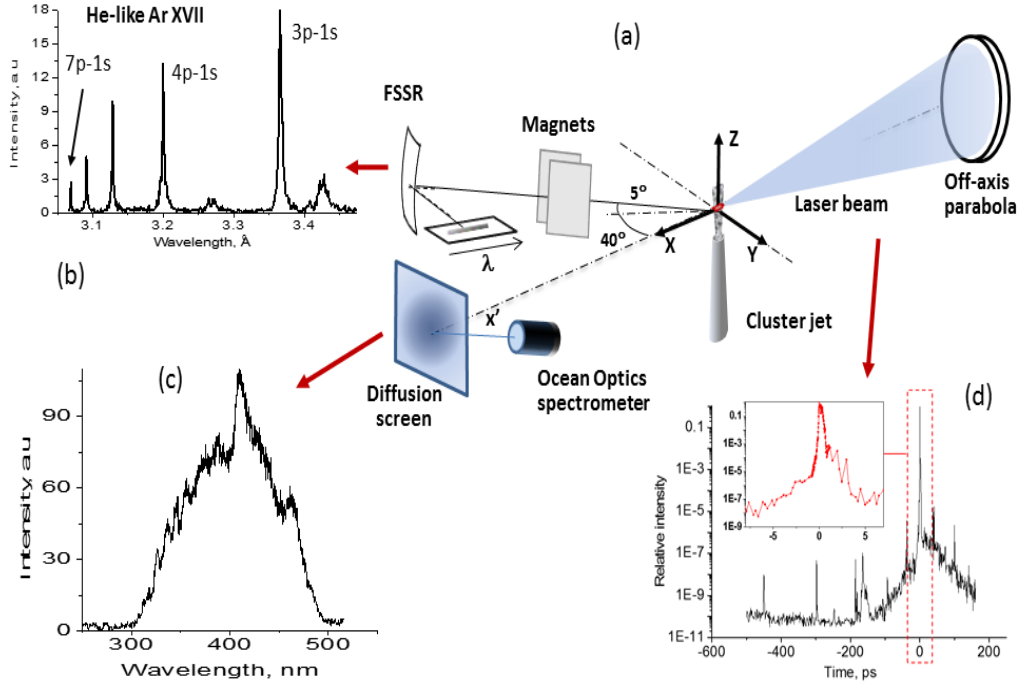 He-like Ar XVII
18
15
12
9
6
3
0
Intensity,a.u
7p-1s
4p-1s
3p-1s
3.1
3.2
3.3
3.4
Wavelength, Å
(a)
FSSR
Magnets
Z
5°
40°
X
Y
λ
Laser beam
Off-axis
parabola
Cluster jet
(b)
x'
Diffusion
screen
Ocean Optics
spectrometer
(c)
90
60
30
0
Intensity,au
300
400
500
Wavelength, nm
(d)
0.1
1E-3
1E-5
1E-7
1E-9
-5
0
5
0.1
1E-3
1E-5
1E-7
1E-9
1E-11
Relative intensity
-600
-400
-200
0
200
Time, ps